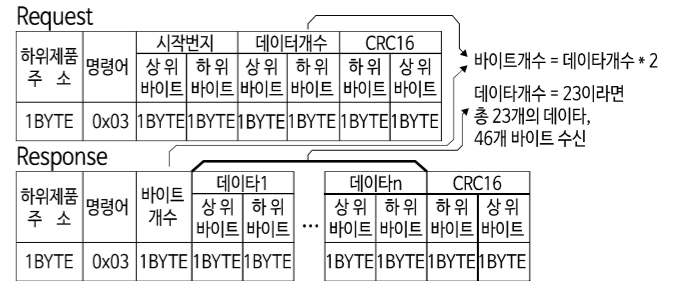 Request
하위제품 주 소 명령어 시작번지 데이터개수 CRC16
상 위 바이트 하 위 바이트 상 위 바이트 하 위 바이트 하 위 바이트 상 위 바이트
1BYTE 0x03 1BYTE 1BYTE 1BYTE 1BYTE 1BYTE 1BYTE
바이트개수 = 데이타개수 * 2
데이타개수 = 23이라면
총 23개의 데이타,
46개 바이트 수신
Response
하위제품 주 소 명령어 바이트 개수 데이타1 데이타n CRC16
상 위 바이트 하 위 바이트 ... 상 위 바이트 하 위 바이트 하 위 바이트 상 위 바이트
1BYTE 0x03 1BYTE 1BYTE 1BYTE 1BYTE 1BYTE 1BYTE 1BYTE